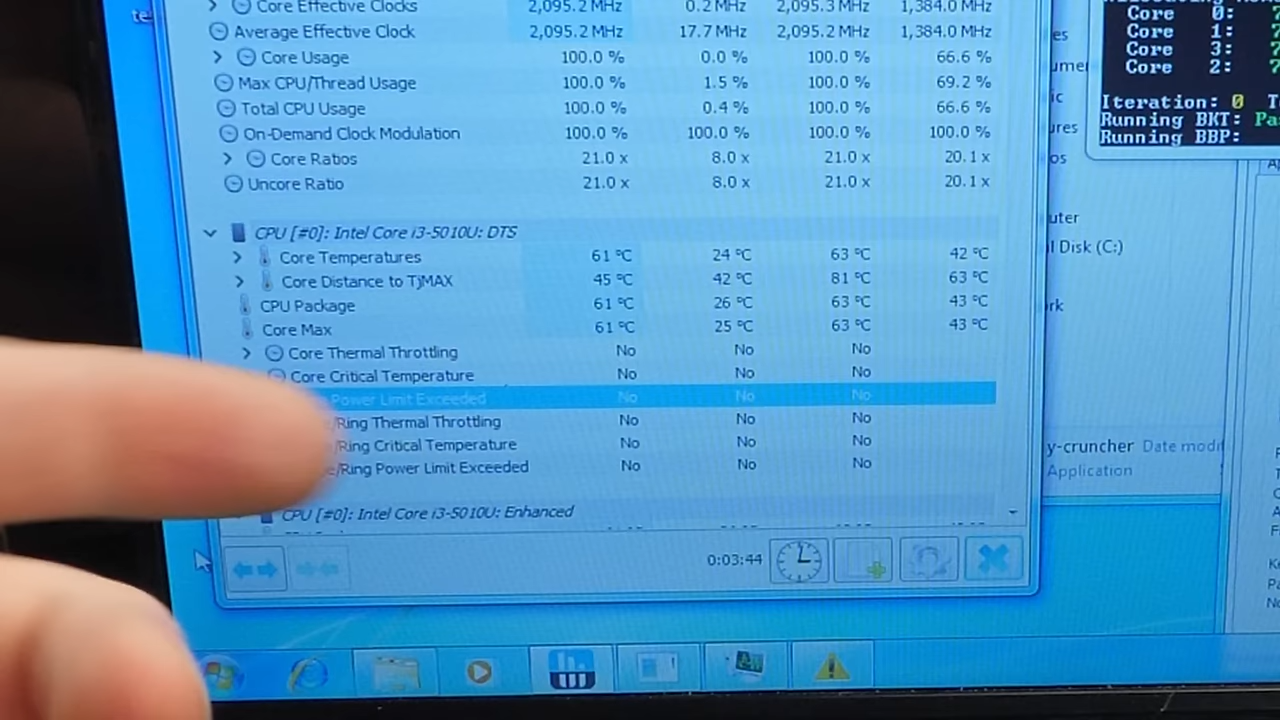 Core Effective Clocks 2,095.2 MHz 0.2 MHz 2,095.3 MHz 1,384.0 MHz
Average Effective Clock 2,095.2 MHz 17.7 MHz 2,095.2 MHz 1,384.0 MHz
Core Usage 100.0 % 0.0 % 100.0 % 66.6 %
Max CPU/Thread Usage 100.0 % 1.5 % 100.0 % 69.2 %
Total CPU Usage 100.0 % 0.4 % 100.0 % 66.6 %
On-Demand Clock Modulation 100.0 % 100.0 % 100.0 % 100.0 %
Core Ratios 21.0 x 8.0 x 21.0 x 20.1 x
Uncore Ratio 21.0 x 8.0 x 21.0 x 20.1 x
CPU [#0]: Intel Core i3-5010U: DTS
Core Temperatures 61 °C 24 °C 63 °C 42 °C
Core Distance to TjMAX 45 °C 42 °C 81 °C 63 °C
CPU Package 61 °C 26 °C 63 °C 43 °C
Core Max 61 °C 25 °C 63 °C 43 °C
Core Thermal Throttling No No No
Core Critical Temperature No No No
Power Limit Exceeded No No No
/Ring Thermal Throttling No No No
/Ring Critical Temperature No No No
/Ring Power Limit Exceeded No No No
CPU [#0]: Intel Core i3-5010U: Enhanced
0:03:44
Core 0:
Core 1:
Core 3:
Core 2:
Iteration: 0 T
Running BKT: Pa
Running BBP:
uter
l Disk (C:)
rk
y-cruncher Date modi
Application